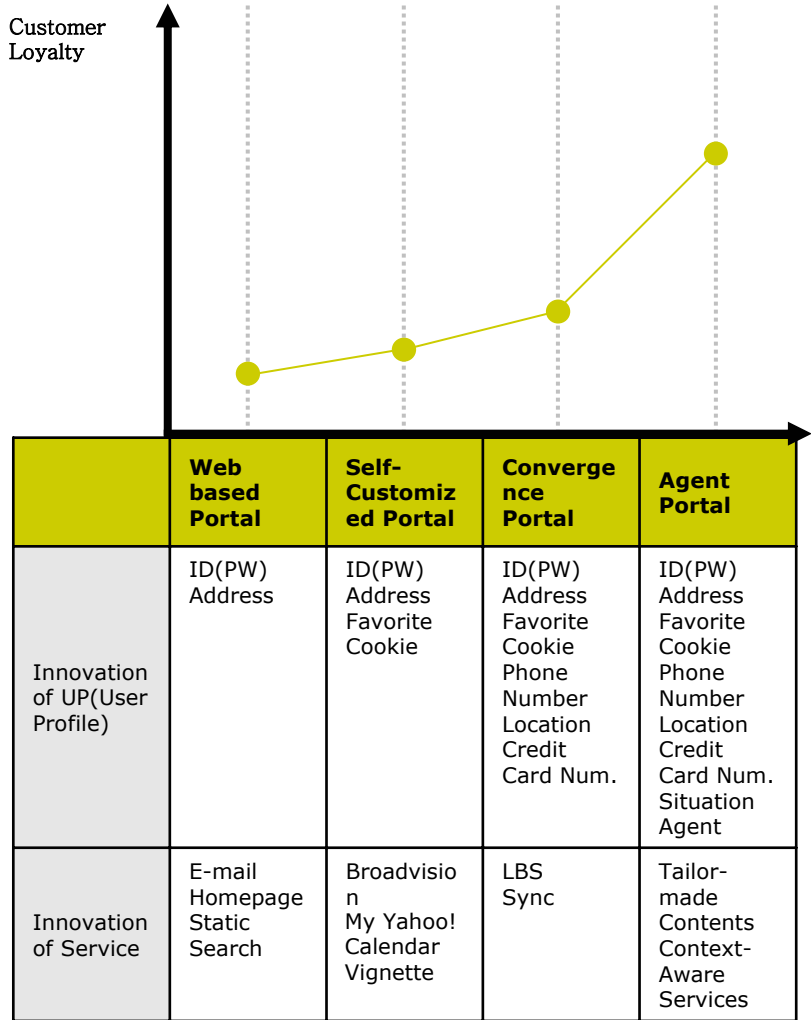 Customer
Loyalty
Web
based
Portal
Self-
Customiz
ed Portal
Converge
nce
Portal
Agent
Portal
Innovation
of UP(User
Profile)
ID(PW)
Address
ID(PW)
Address
Favorite
Cookie
ID(PW)
Address
Favorite
Cookie
Phone
Number
Location
Credit
Card Num.
ID(PW)
Address
Favorite
Cookie
Phone
Number
Location
Credit
Card Num.
Situation
Agent
Innovation
of Service
E-mail
Homepage
Static
Search
Broadvisio
n
My Yahoo!
Calendar
Vignette
LBS
Sync
Tailor-
made
Contents
Context-
Aware
Services